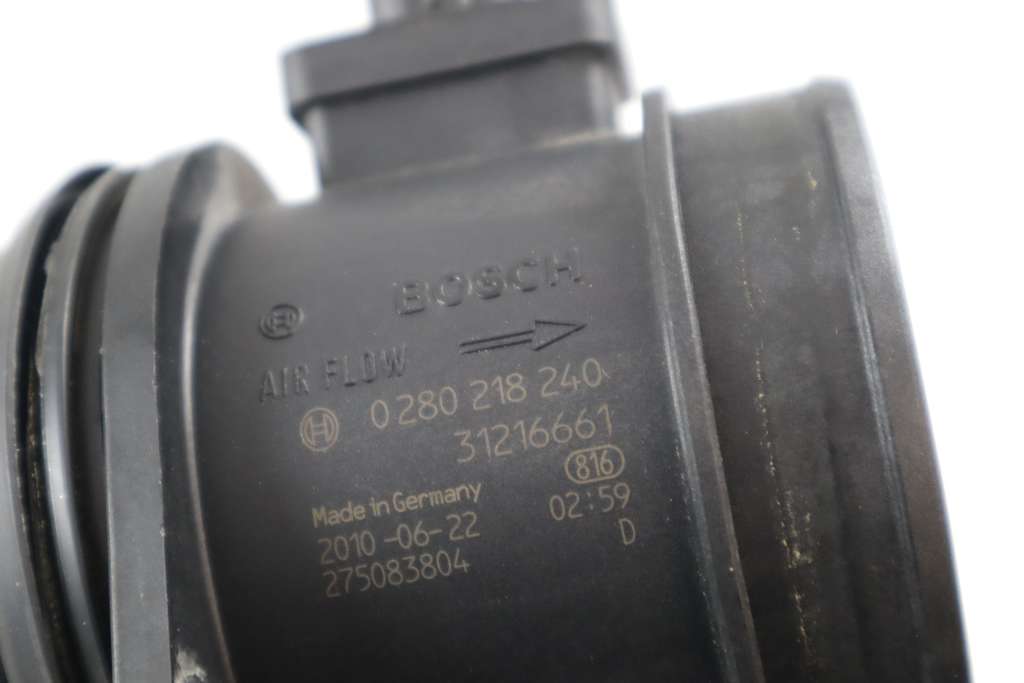 BOSCH
AIR FLOW
0 280 218 240
31216661
816
Made in Germany
02:59
2010-06-22
D
275083804